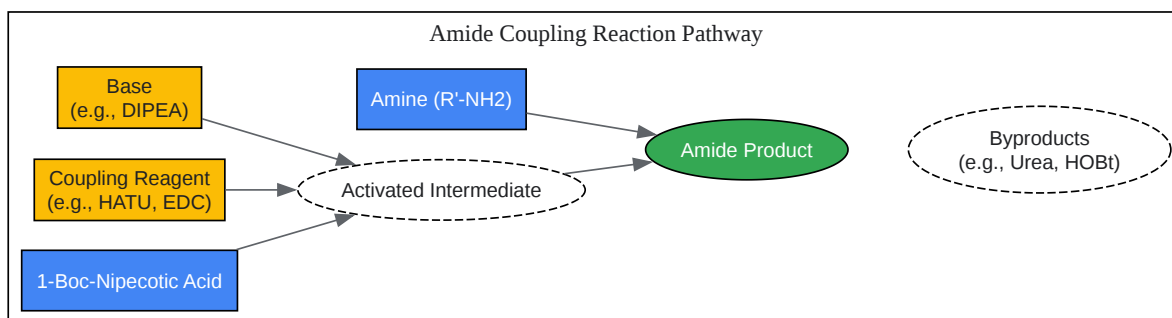 Amide Coupling Reaction Pathway
Base
(e.g., DIPEA)
Amine (R'-NH2)
Amide Product
Byproducts
(e.g., Urea, HOBt)
Coupling Reagent
(e.g., HATU, EDC)
Activated Intermediate
1-Boc-Nipecotic Acid